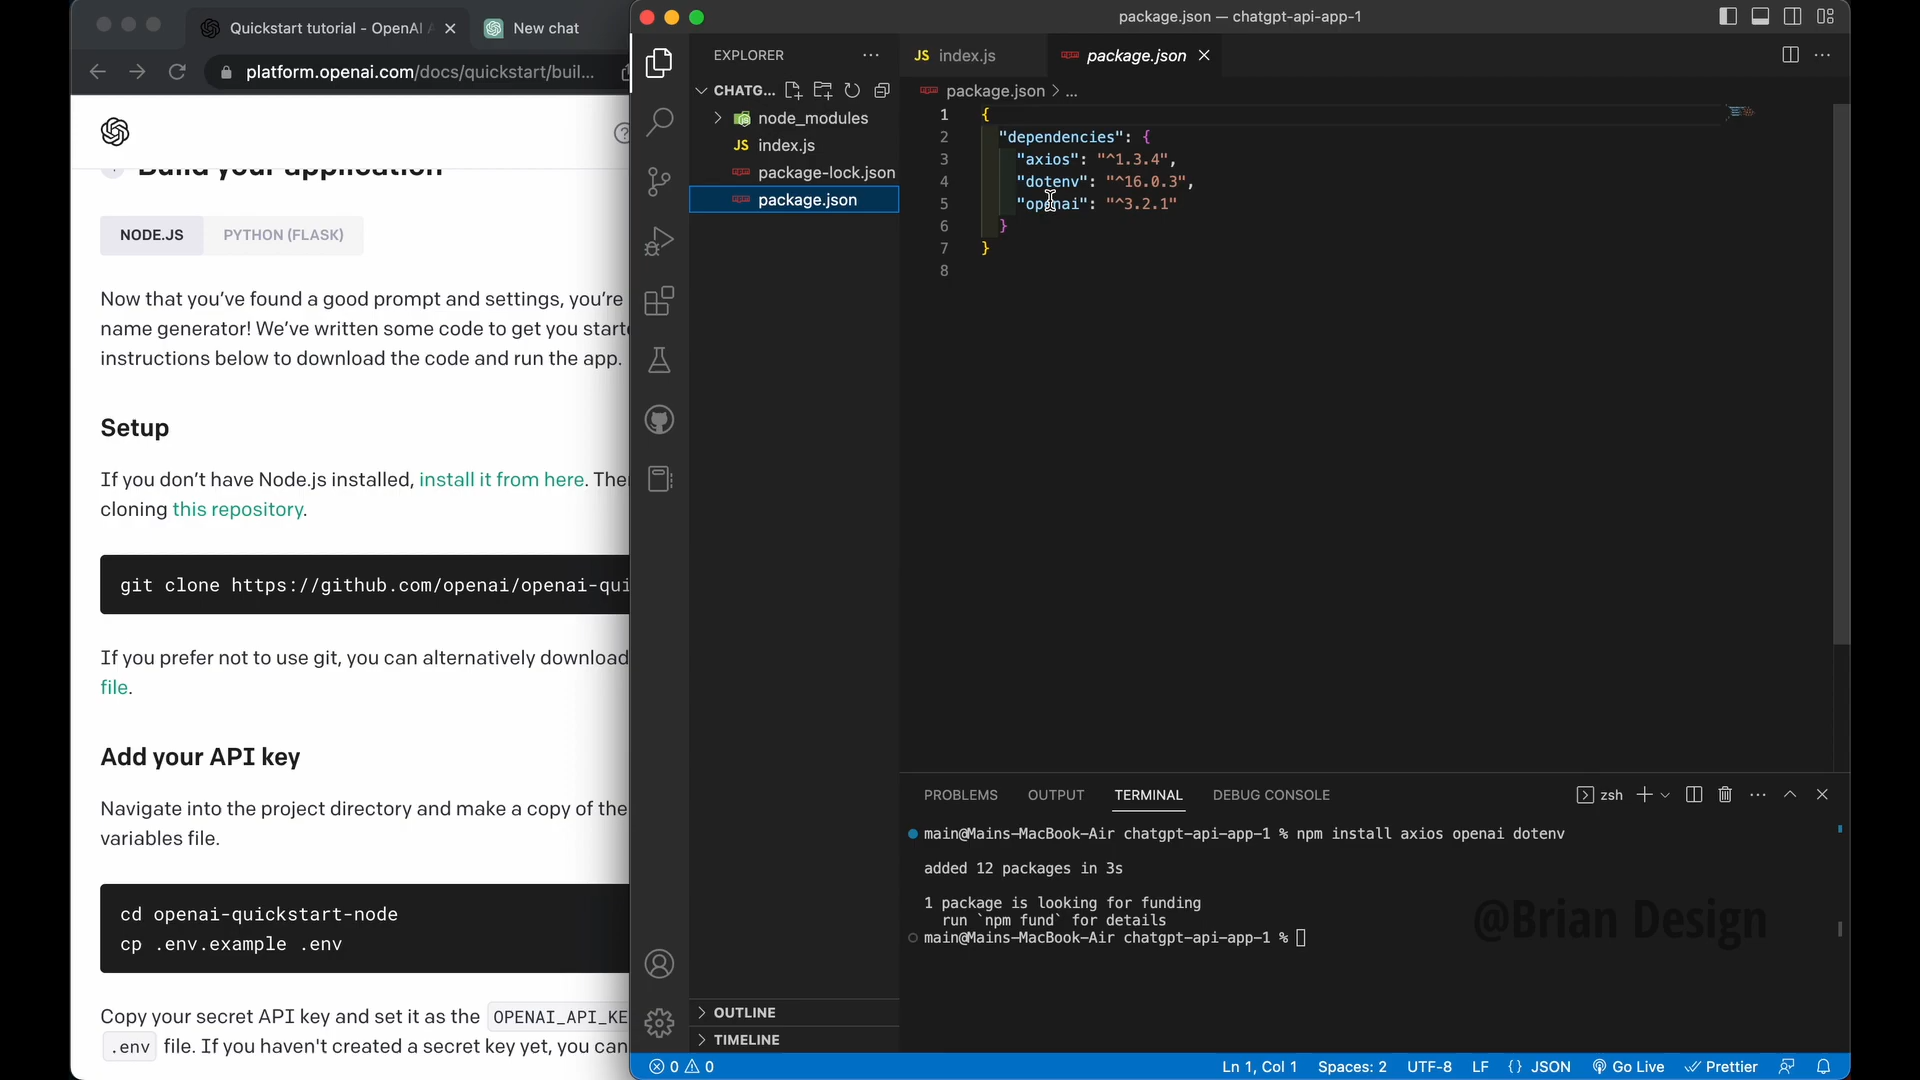 Quickstart tutorial - OpenAI A
New chat
platform.openai.com/docs/quickstart/buil...
Build your application
NODE.JS
PYTHON (FLASK)
Now that you've found a good prompt and settings, you're
name generator! We've written some code to get you starte
instructions below to download the code and run the app.
Setup
If you don't have Node.js installed, install it from here. The
cloning this repository.
git clone https://github.com/openai/openai-qui
If you prefer not to use git, you can alternatively download
file.
Add your API key
Navigate into the project directory and make a copy of the
variables file.
cd openai-quickstart-node
cp .env.example .env
Copy your secret API key and set it as the OPENAI_API_KE
.env file. If you haven't created a secret key yet, you can
package.json — chatgpt-api-app-1
EXPLORER
CHATG...
node_modules
JS index.js
package-lock.json
package.json
OUTLINE
TIMELINE
JS index.js
package.json
package.json > ...
1 {
2 "dependencies": {
3 "axios": "^1.3.4",
4 "dotenv": "^16.0.3",
5 "openai": "^3.2.1"
6 }
7 }
8
PROBLEMS OUTPUT TERMINAL DEBUG CONSOLE
zsh
main@Mains-MacBook-Air chatgpt-api-app-1 % npm install axios openai dotenv
added 12 packages in 3s
1 package is looking for funding
run `npm fund` for details
main@Mains-MacBook-Air chatgpt-api-app-1 %
@Brian Design
0 0
Ln 1, Col 1 Spaces: 2 UTF-8 LF {} JSON Go Live Prettier